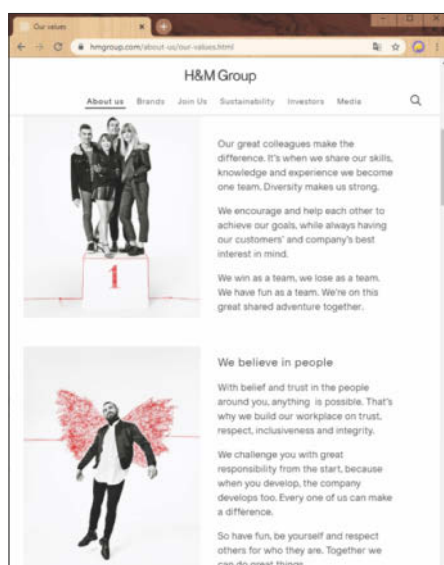 Our values
hmgroup.com/about-us/our-values.html
H&M Group
About us Brands Join Us Sustainability Investors Media
Our great colleagues make the
difference. It's when we share our skills,
knowledge and experience we become
one team. Diversity makes us strong.
We encourage and help each other to
achieve our goals, while always having
our customers' and company's best
interest in mind.
We win as a team, we lose as a team.
We have fun as a team. We're on this
great shared adventure together.
1
We believe in people
With belief and trust in the people
around you, anything is possible. That's
why we build our workplace on trust,
respect, inclusiveness and integrity.
We challenge you with great
responsibility from the start, because
when you develop, the company
develops too. Every one of us can make
a difference.
So have fun, be yourself and respect
others for who they are. Together we
can do great things.